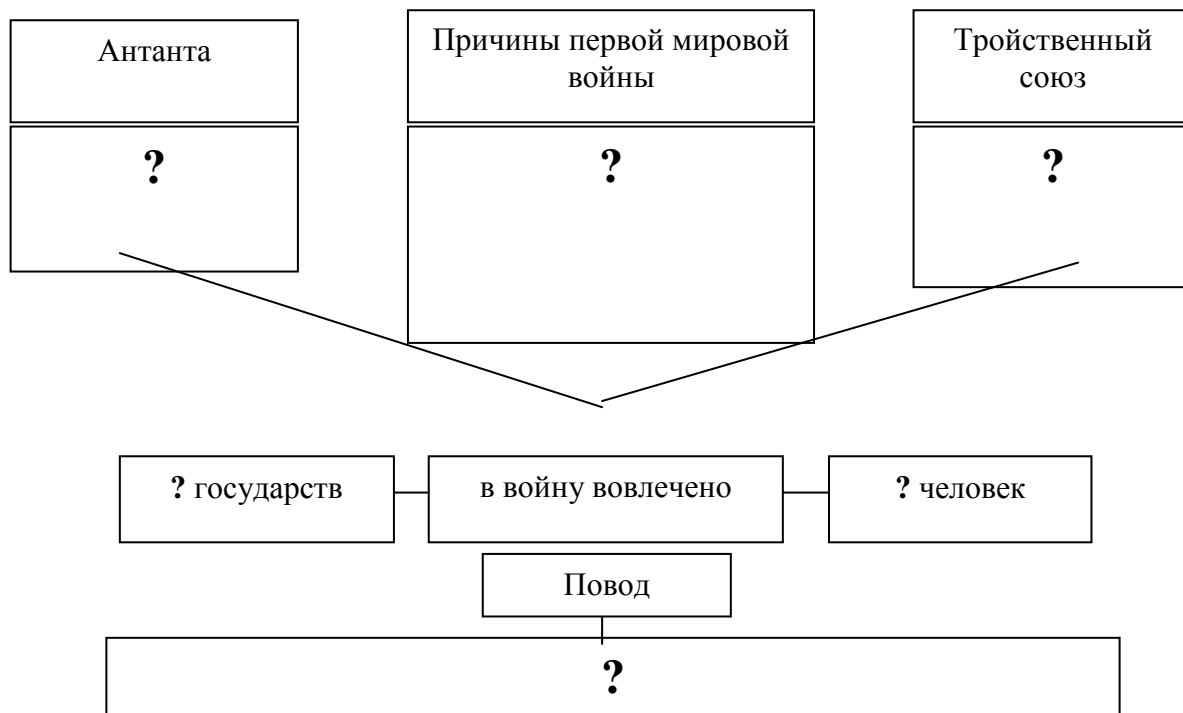 Антанта
Причины первой мировой
войны
Тройственный
союз
?
?
?
? государств
в войну вовлечено
? человек
Повод
?